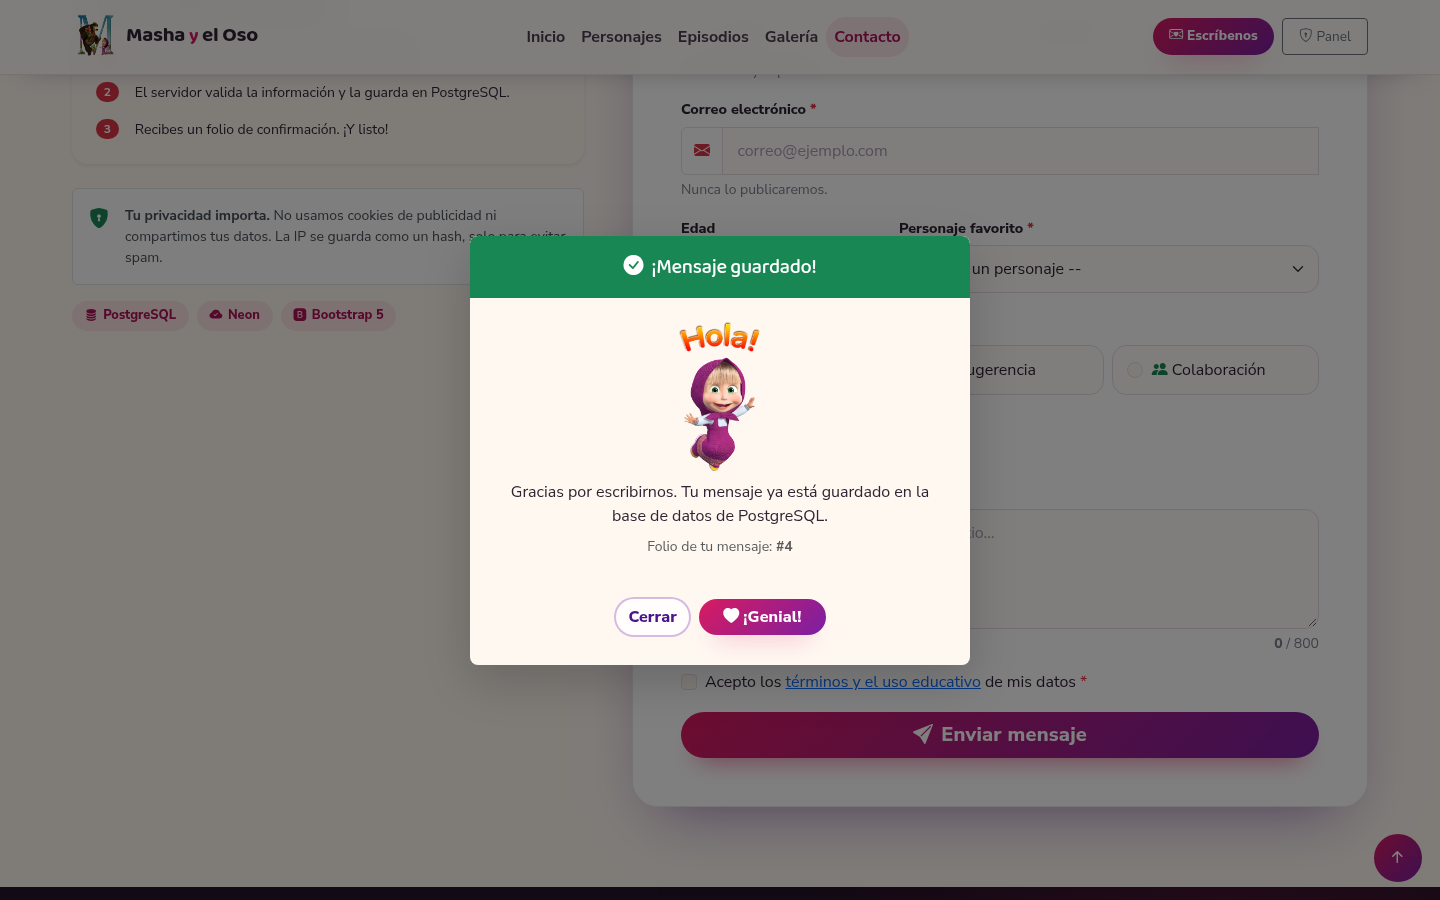 Masha y el Oso
Inicio
Personajes
Episodios
Galería
Contacto
Escríbenos
Panel
2 El servidor valida la información y la guarda en PostgreSQL.
3 Recibes un folio de confirmación. ¡Y listo!
Tu privacidad importa. No usamos cookies de publicidad ni
compartimos tus datos. La IP se guarda como un hash, solo para evitar
spam.
PostgreSQL
Neon
Bootstrap 5
Correo electrónico *
correo@ejemplo.com
Nunca lo publicaremos.
Edad
Personaje favorito *
un personaje --
Colaboración
0 / 800
Acepto los términos y el uso educativo de mis datos *
Enviar mensaje
¡Mensaje guardado!
Hola!
Gracias por escribirnos. Tu mensaje ya está guardado en la
base de datos de PostgreSQL.
Folio de tu mensaje: #4
Cerrar
¡Genial!